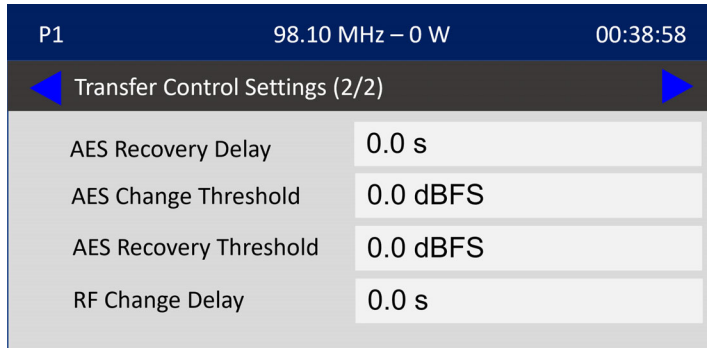 P1 98.10 MHz – 0 W 00:38:58
Transfer Control Settings (2/2)
AES Recovery Delay 0.0 s
AES Change Threshold 0.0 dBFS
AES Recovery Threshold 0.0 dBFS
RF Change Delay 0.0 s